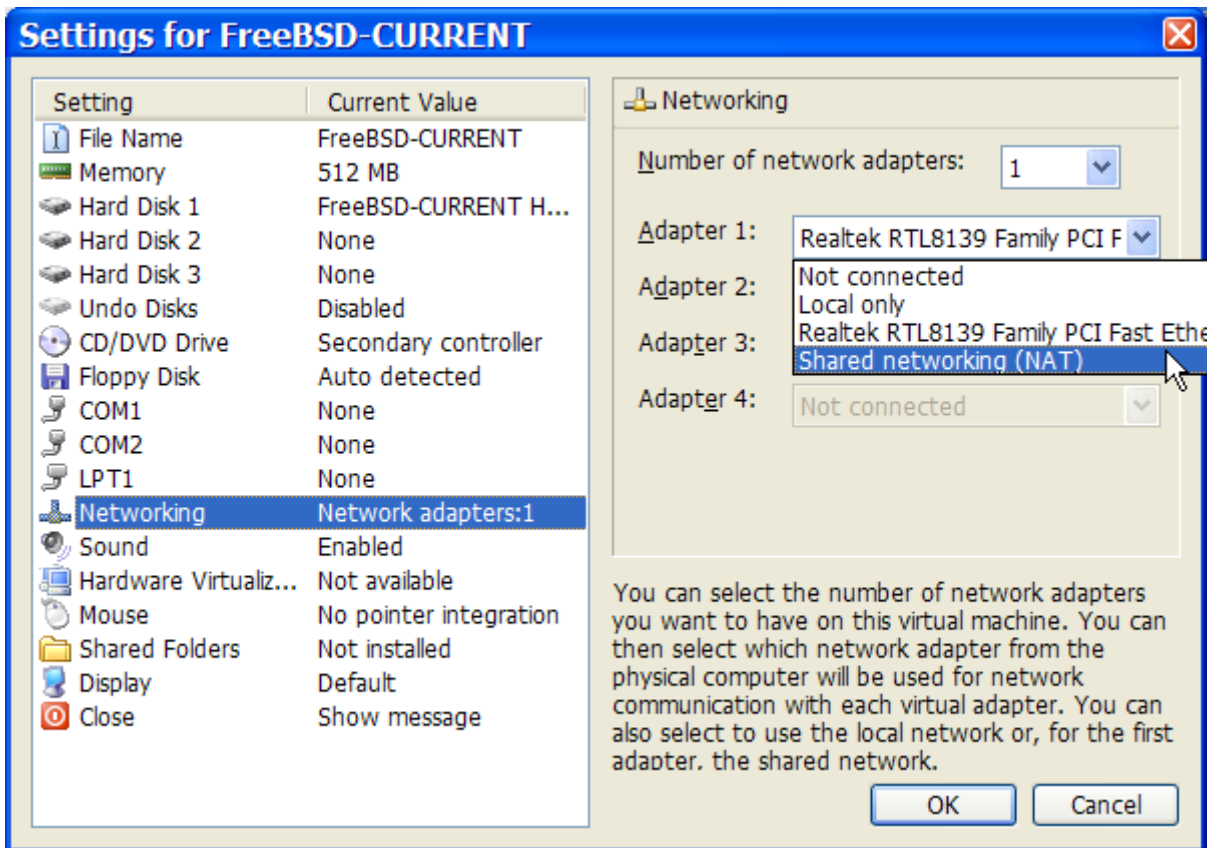 Settings for FreeBSD-CURRENT
Setting Current Value
File Name FreeBSD-CURRENT
Memory 512 MB
Hard Disk 1 FreeBSD-CURRENT H...
Hard Disk 2 None
Hard Disk 3 None
Undo Disks Disabled
CD/DVD Drive Secondary controller
Floppy Disk Auto detected
COM1 None
COM2 None
LPT1 None
Networking Network adapters:1
Sound Enabled
Hardware Virtualiz... Not available
Mouse No pointer integration
Shared Folders Not installed
Display Default
Close Show message
Networking
Number of network adapters: 1
Adapter 1: Realtek RTL8139 Family PCI F
Not connected
Adapter 2:
Local only
Realtek RTL8139 Family PCI Fast Ethe
Adapter 3:
Shared networking (NAT)
Adapter 4: Not connected
You can select the number of network adapters
you want to have on this virtual machine. You can
then select which network adapter from the
physical computer will be used for network
communication with each virtual adapter. You can
also select to use the local network or, for the first
adapter, the shared network.
OK Cancel